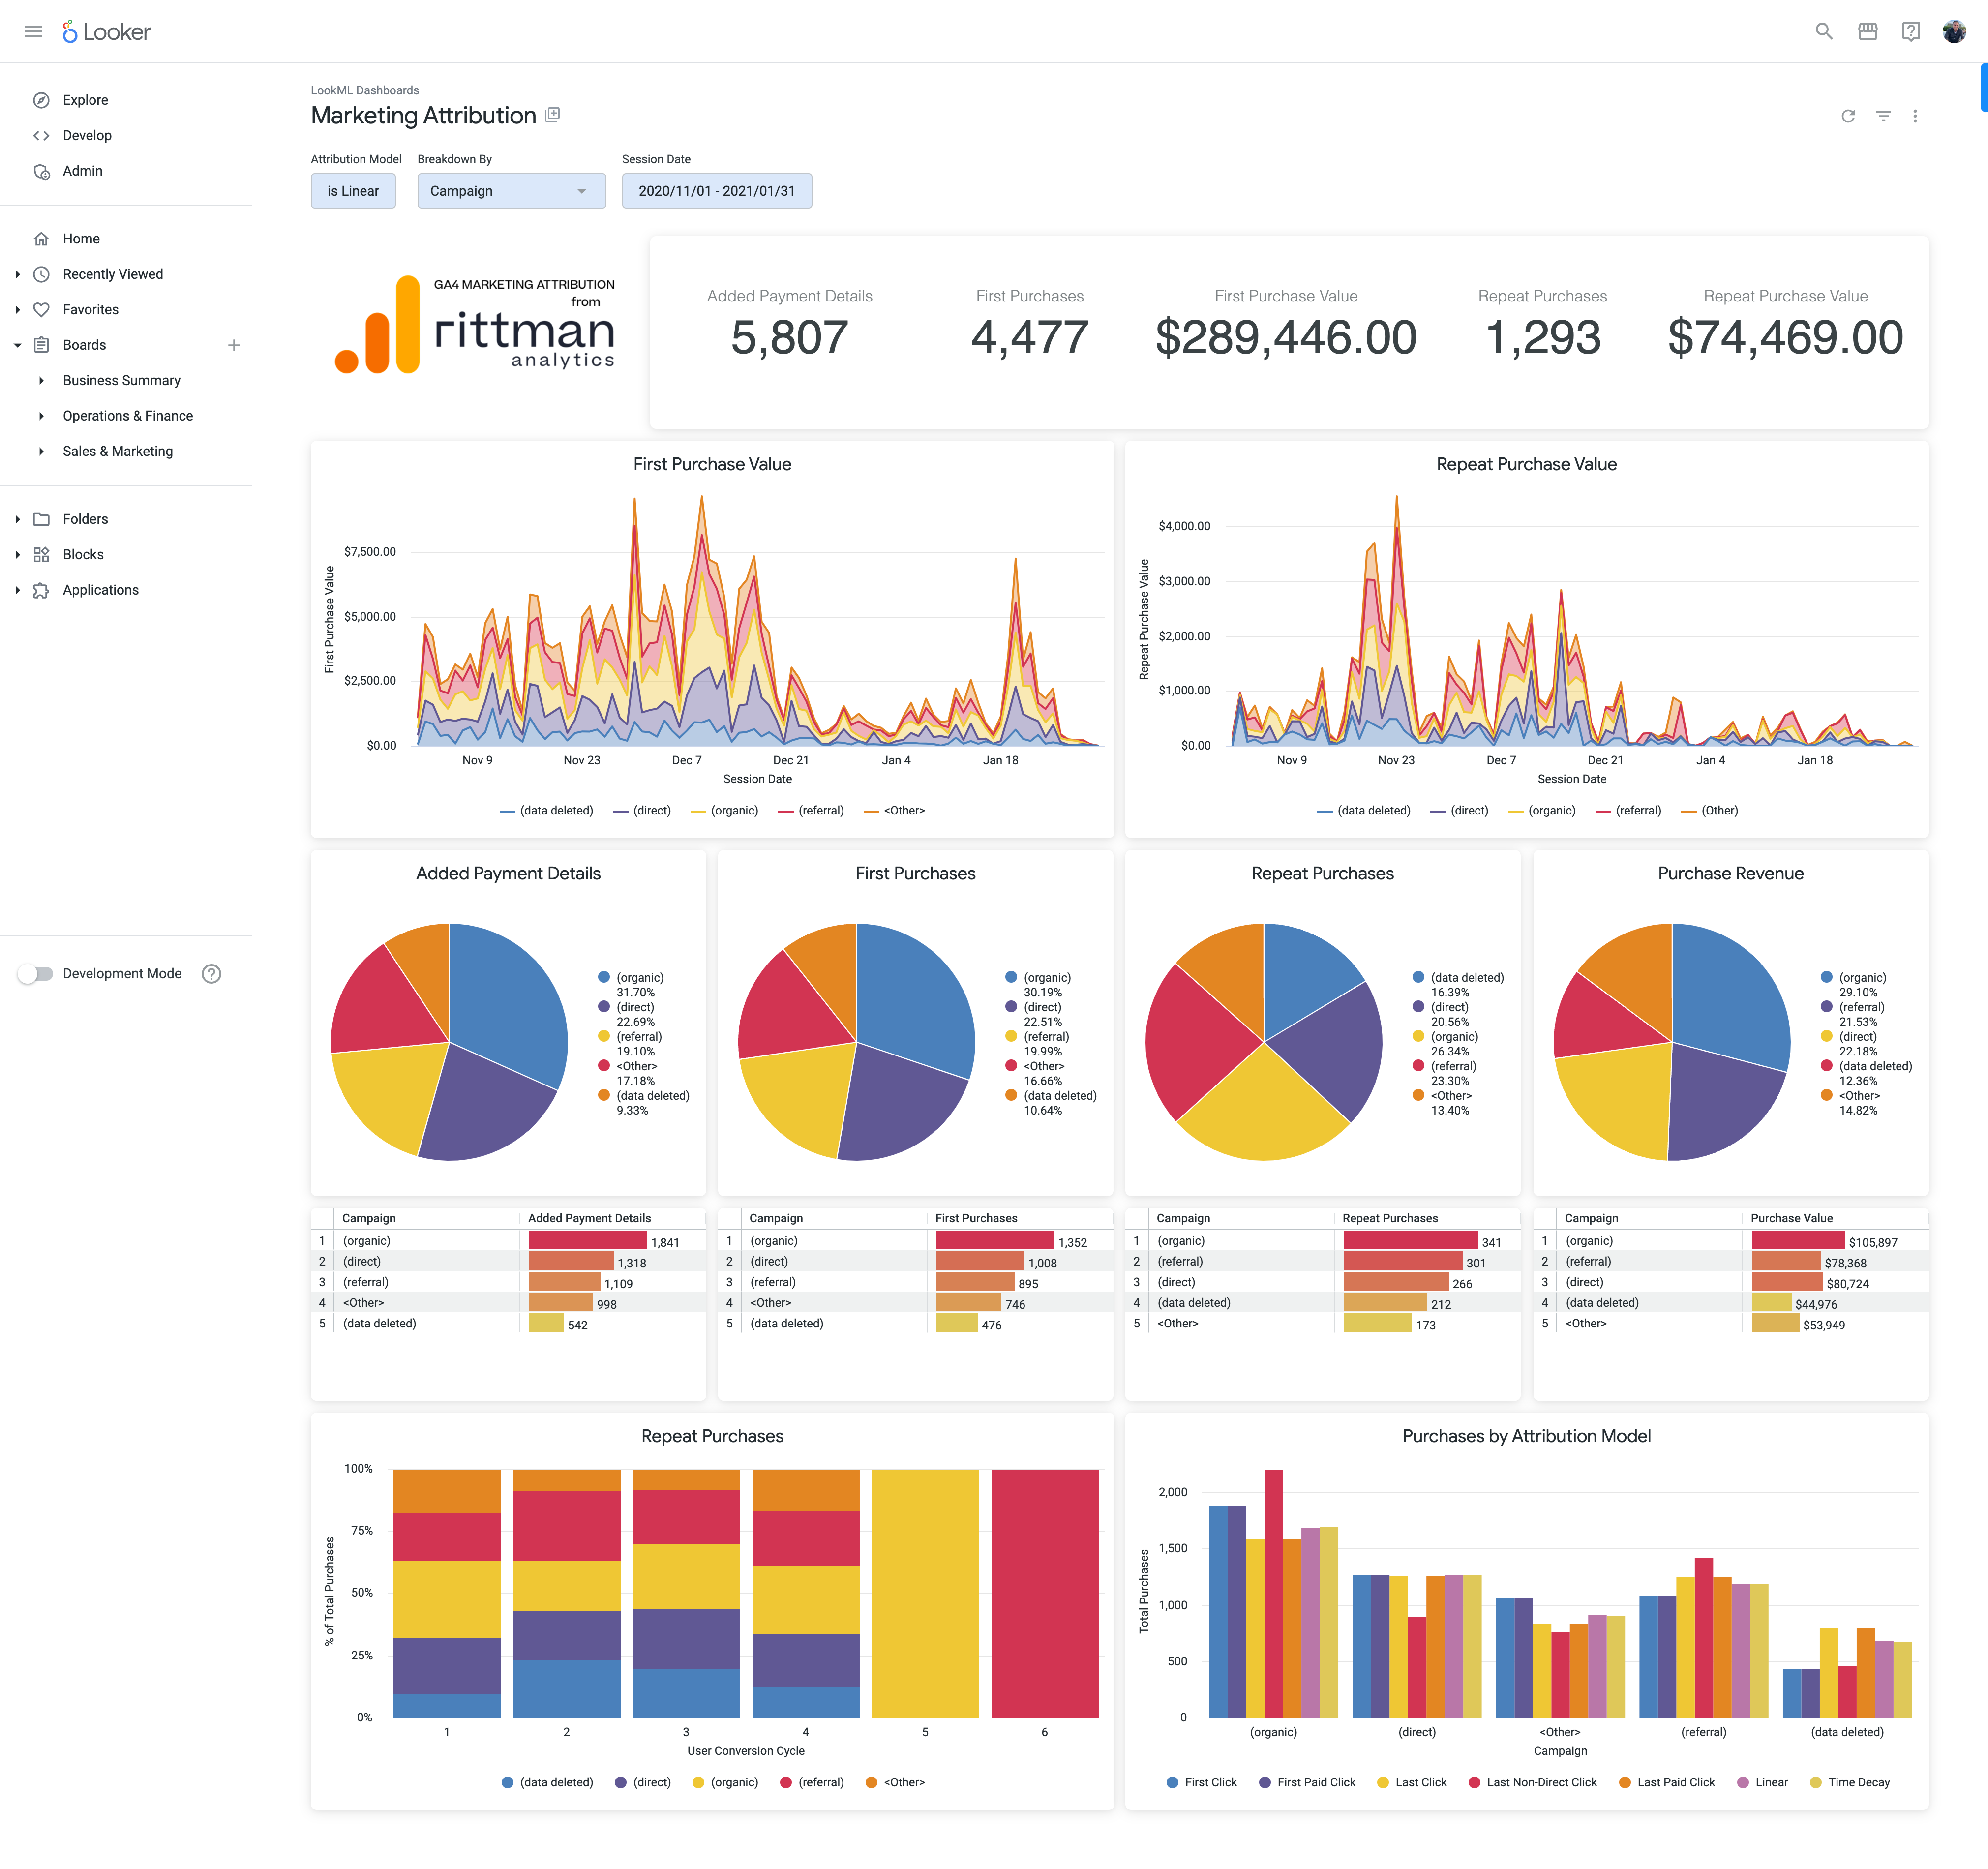 Looker
Explore
Develop
Admin
Home
Recently Viewed
Favorites
Boards
Business Summary
Operations & Finance
Sales & Marketing
Folders
Blocks
Applications
Development Mode
LookML Dashboards
Marketing Attribution
Attribution Model Breakdown By Session Date
is Linear Campaign 2020/11/01 - 2021/01/31
GA4 MARKETING ATTRIBUTION
from
rittman
analytics
Added Payment Details First Purchases First Purchase Value Repeat Purchases Repeat Purchase Value
5,807 4,477 $289,446.00 1,293 $74,469.00
First Purchase Value
First Purchase Value
$7,500.00
$5,000.00
$2,500.00
$0.00
Nov 9 Nov 23 Dec 7 Dec 21 Jan 4 Jan 18
Session Date
(data deleted) (direct) (organic) (referral) <Other>
Repeat Purchase Value
Repeat Purchase Value
$4,000.00
$3,000.00
$2,000.00
$1,000.00
$0.00
Nov 9 Nov 23 Dec 7 Dec 21 Jan 4 Jan 18
Session Date
(data deleted) (direct) (organic) (referral) (Other)
Added Payment Details
(organic)
31.70%
(direct)
22.69%
(referral)
19.10%
<Other>
17.18%
(data deleted)
9.33%
First Purchases
(organic)
30.19%
(direct)
22.51%
(referral)
19.99%
<Other>
16.66%
(data deleted)
10.64%
Repeat Purchases
(data deleted)
16.39%
(direct)
20.56%
(organic)
26.34%
(referral)
23.30%
<Other>
13.40%
Purchase Revenue
(organic)
29.10%
(referral)
21.53%
(direct)
22.18%
(data deleted)
12.36%
<Other>
14.82%
Campaign Added Payment Details
1 (organic) 1,841
2 (direct) 1,318
3 (referral) 1,109
4 <Other> 998
5 (data deleted) 542
Campaign First Purchases
1 (organic) 1,352
2 (direct) 1,008
3 (referral) 895
4 <Other> 746
5 (data deleted) 476
Campaign Repeat Purchases
1 (organic) 341
2 (referral) 301
3 (direct) 266
4 (data deleted) 212
5 <Other> 173
Campaign Purchase Value
1 (organic) $105,897
2 (referral) $78,368
3 (direct) $80,724
4 (data deleted) $44,976
5 <Other> $53,949
Repeat Purchases
% of Total Purchases
100%
75%
50%
25%
0%
1 2 3 4 5 6
User Conversion Cycle
(data deleted) (direct) (organic) (referral) <Other>
Purchases by Attribution Model
Total Purchases
2,000
1,500
1,000
500
0
(organic) (direct) <Other> (referral) (data deleted)
Campaign
First Click First Paid Click Last Click Last Non-Direct Click Last Paid Click Linear Time Decay